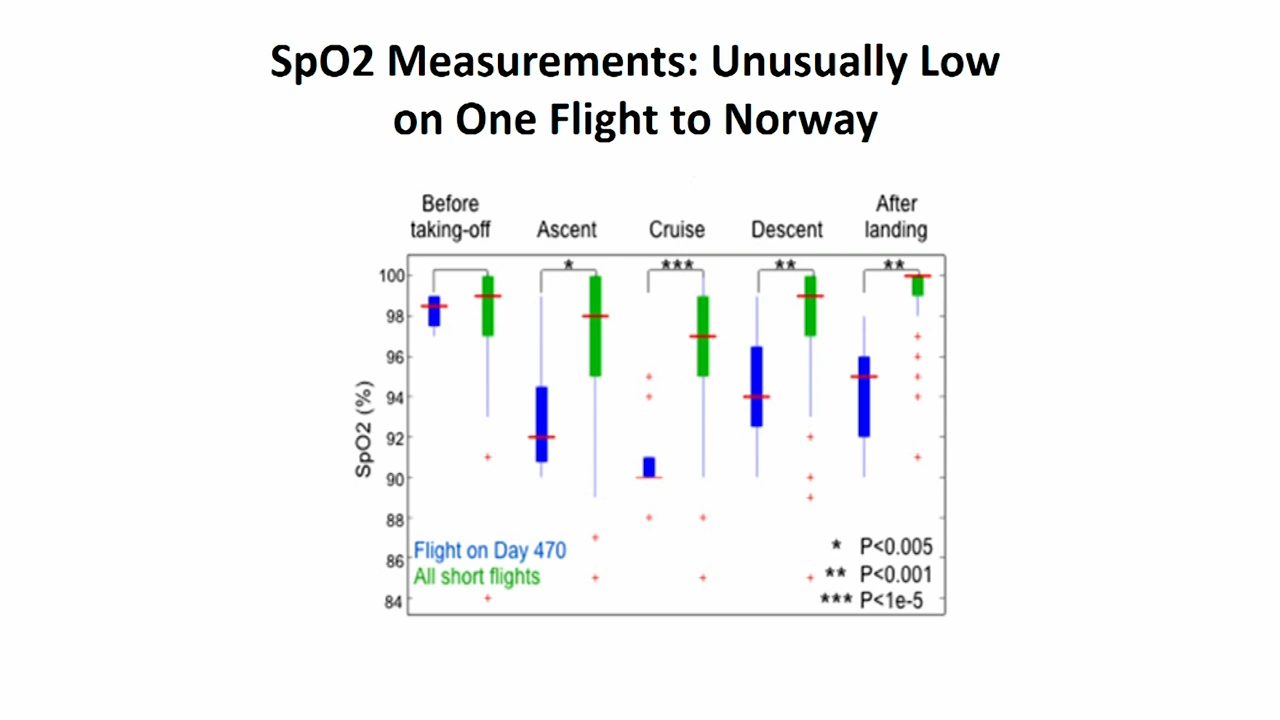 SpO2 Measurements: Unusually Low
on One Flight to Norway
Before
taking-off
Ascent
Cruise
Descent
After
landing
*
***
**
**
SpO2 (%)
100
98
96
94
92
90
88
86
84
Flight on Day 470
All short flights
* P<0.005
** P<0.001
*** P<1e-5